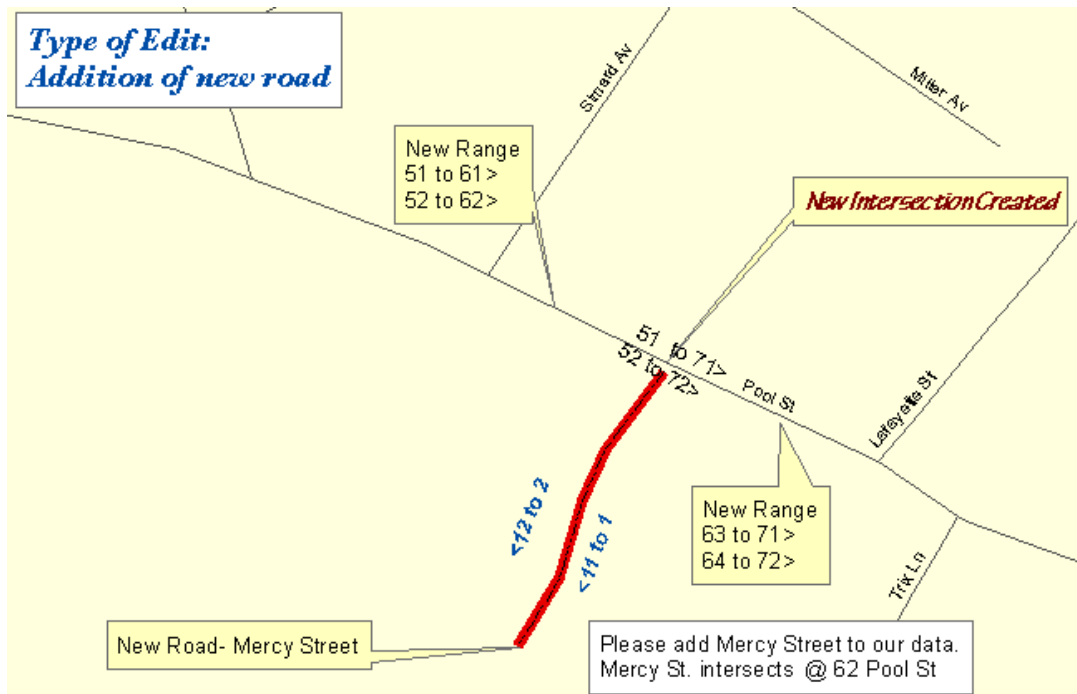 Type of Edit:
Addition of new road
Stmard Av
Miller Av
New Range
51 to 61>
52 to 62>
New Intersection Created
51 to 71>
52 to 72>
Pool St
Lafayette St
<12 to 2
<11 to 1
New Range
63 to 71>
64 to 72>
Trix Ln
New Road- Mercy Street
Please add Mercy Street to our data.
Mercy St. intersects @ 62 Pool St